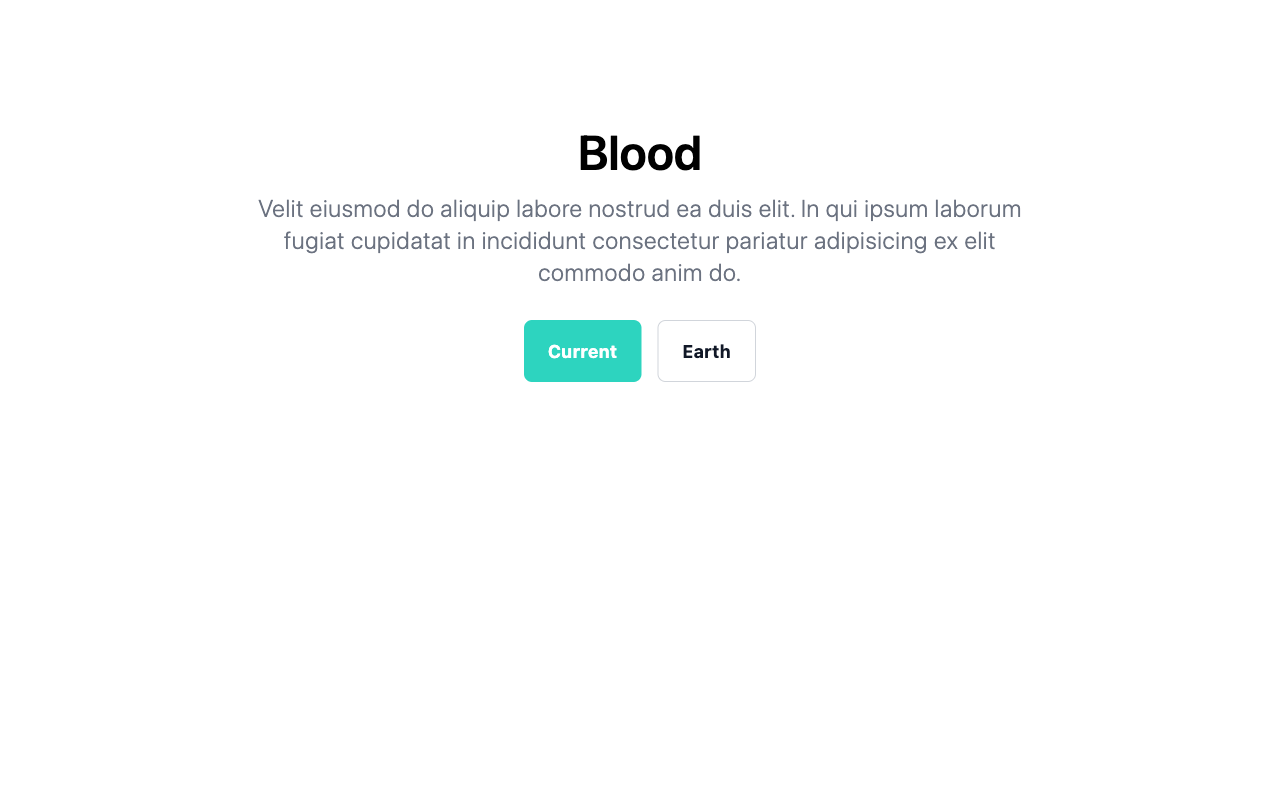 Blood
Velit eiusmod do aliquip labore nostrud ea duis elit. In qui ipsum laborum
fugiat cupidatat in incididunt consectetur pariatur adipisicing ex elit
commodo anim do.
Current
Earth